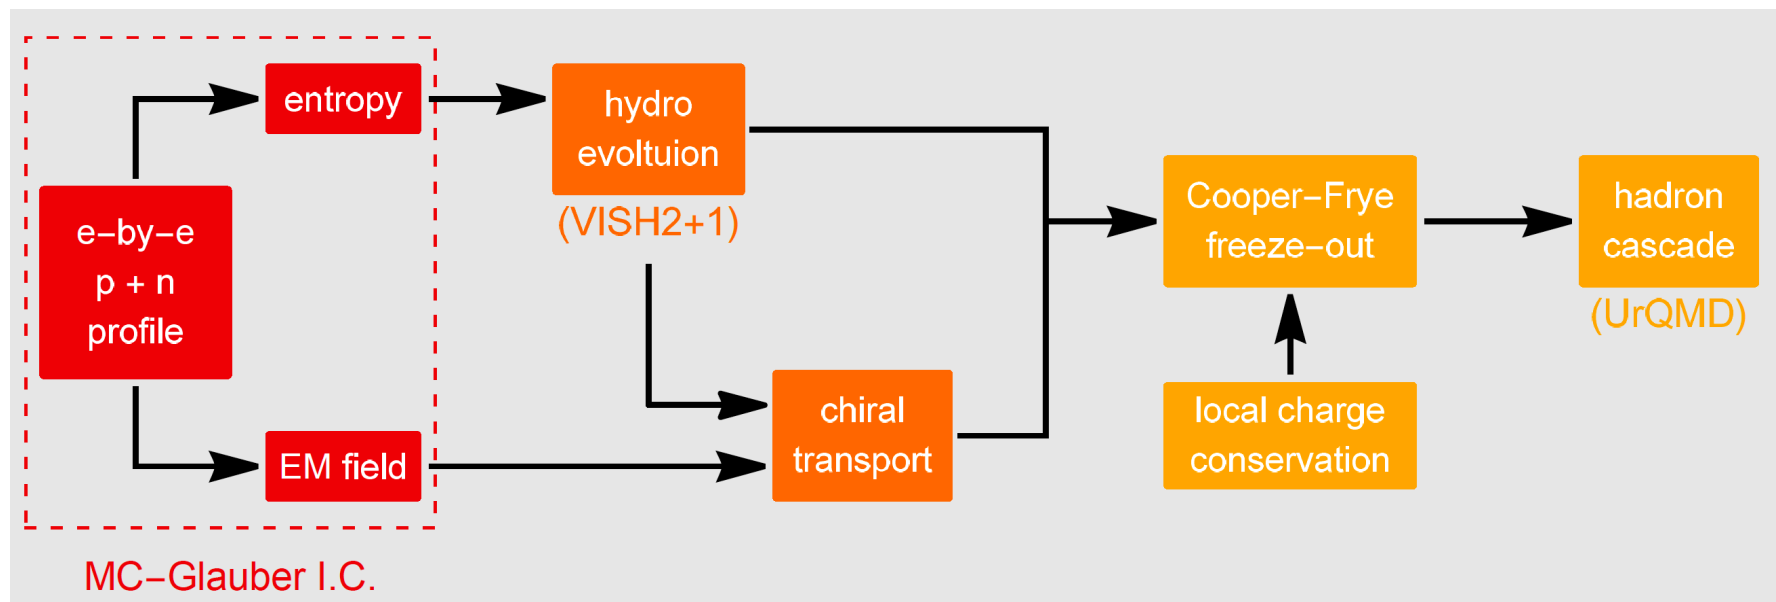 entropy
e−by−e
p + n
profile
EM field
MC−Glauber I.C.
hydro
evoltuion
(VISH2+1)
chiral
transport
Cooper−Frye
freeze−out
local charge
conservation
hadron
cascade
(UrQMD)